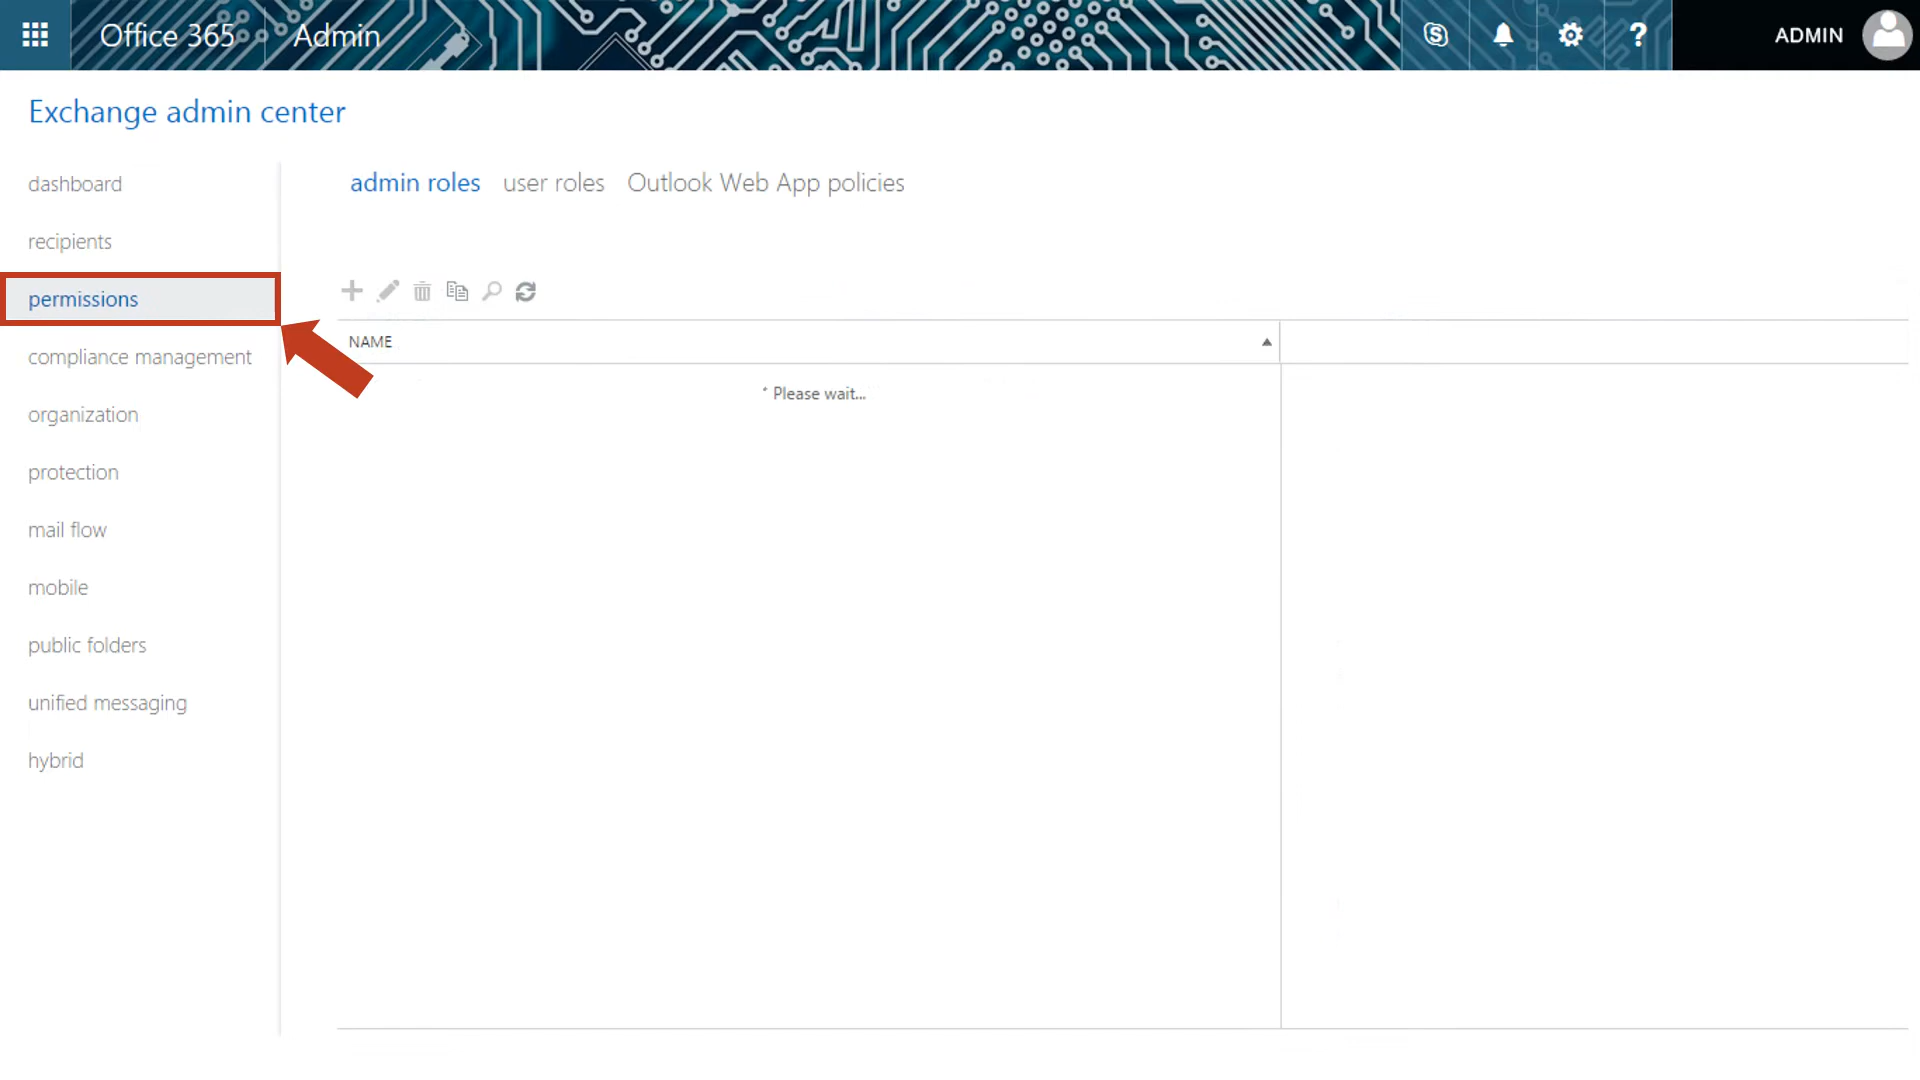 Office 365 Admin
ADMIN
Exchange admin center
dashboard
recipients
permissions
compliance management
organization
protection
mail flow
mobile
public folders
unified messaging
hybrid
admin roles user roles Outlook Web App policies
NAME
* Please wait...